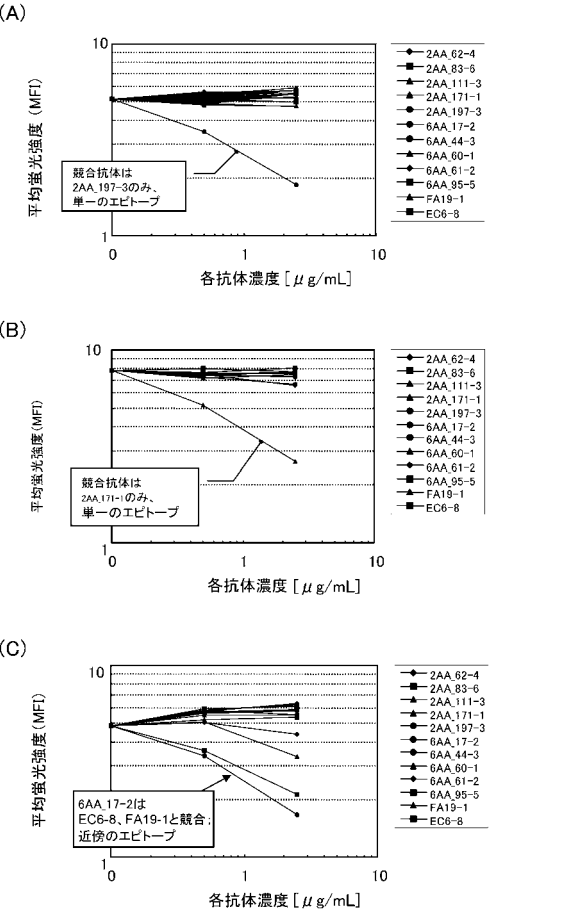 (A)
10
1
平均蛍光強度 (MFI)
競合抗体は
2AA_197-3のみ、
単一のエピトープ
0
1
10
各抗体濃度[μg/mL]
2AA_62-4
2AA_83-6
2AA_111-3
2AA_171-1
2AA_197-3
6AA_17-2
6AA_44-3
6AA_60-1
6AA_61-2
6AA_95-5
FA19-1
EC6-8
(B)
10
1
平均蛍光強度(MFI)
競合抗体は
2AA_171-1のみ、
単一のエピトープ
0
1
10
各抗体濃度[μg/mL]
2AA_62-4
2AA_83-6
2AA_111-3
2AA_171-1
2AA_197-3
6AA_17-2
6AA_44-3
6AA_60-1
6AA_61-2
6AA_95-5
FA19-1
EC6-8
(C)
10
1
平均蛍光強度(MFI)
6AA_17-2は
EC6-8、FA19-1と競合;
近傍のエピトープ
0
1
10
各抗体濃度[μg/mL]
2AA_62-4
2AA_83-6
2AA_111-3
2AA_171-1
2AA_197-3
6AA_17-2
6AA_44-3
6AA_60-1
6AA_61-2
6AA_95-5
FA19-1
EC6-8